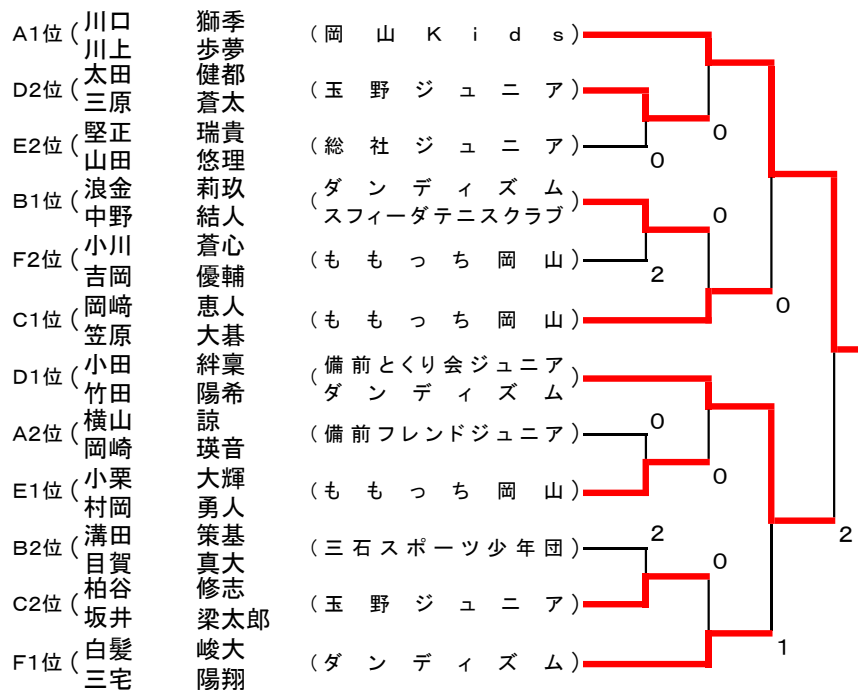 川口 獅季
A1位 ( (岡山Kids)
川上 歩夢
太田 健都
D2位 ( (玉野ジュニア) 0
三原 蒼太
堅正 瑞貴
E2位 ( (総社ジュニア) 0
山田 悠理
浪金 莉玖 (ダンディズム
B1位 ( 0
中野 結人 スフィーダテニスクラブ)
小川 蒼心
F2位 ( (ももっち岡山) 2
吉岡 優輔
岡﨑 恵人
C1位 ( (ももっち岡山) 0
笠原 大碁
小田 絆稟 (備前とくり会ジュニア
D1位 (
竹田 陽希 ダンディズム)
横山 諒
A2位 ( (備前フレンドジュニア) 0
岡崎 瑛音
小栗 大輝
E1位 ( (ももっち岡山) 0
村岡 勇人
溝田 策基
B2位 ( (三石スポーツ少年団) 2 0 2
目賀 真大
柏谷 修志
C2位 ( (玉野ジュニア)
坂井 梁太郎
白髪 峻大
F1位 ( (ダンディズム) 1
三宅 陽翔